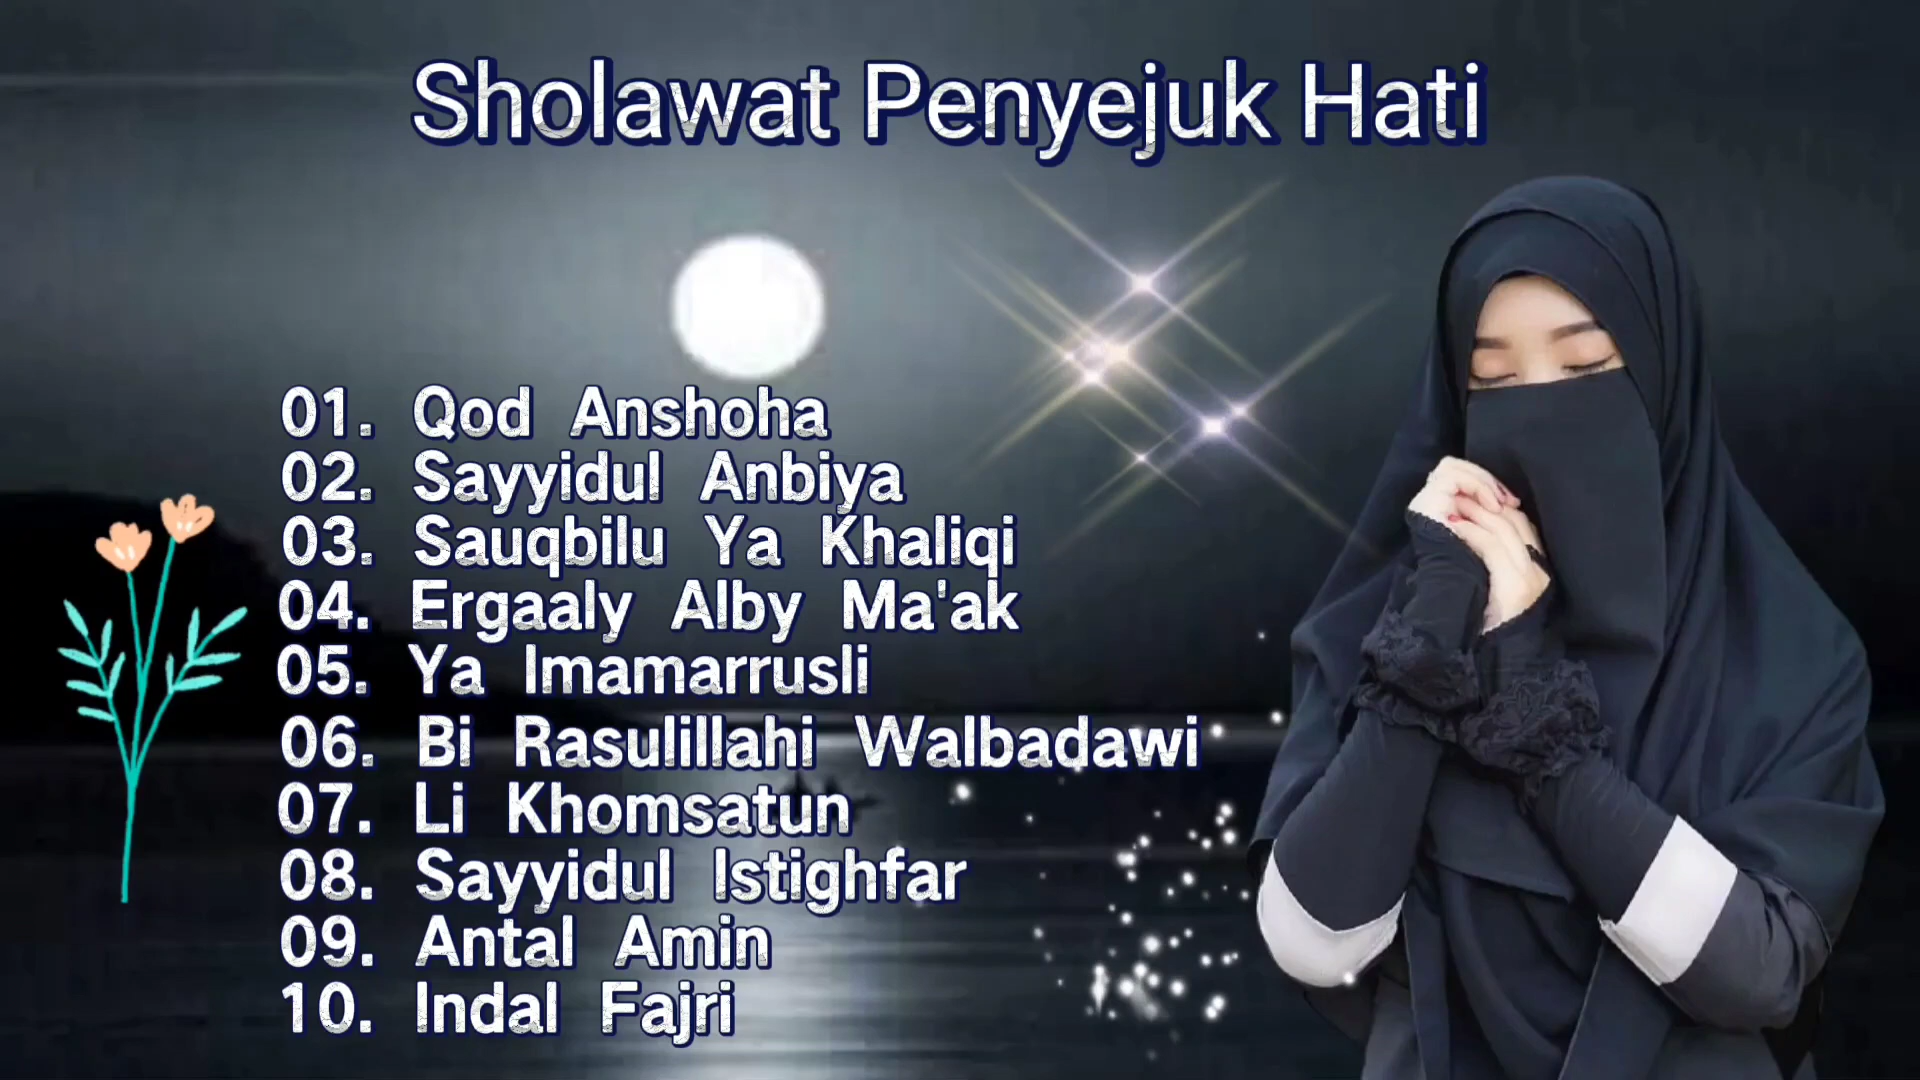 Sholawat Penyejuk Hati
01. Qod Anshoha
02. Sayyidul Anbiya
03. Sauqbilu Ya Khaliqi
04. Ergaaly Alby Ma'ak
05. Ya Imamarrusli
06. Bi Rasulillahi Walbadawi
07. Li Khomsatun
08. Sayyidul Istighfar
09. Antal Amin
10. Indal Fajri